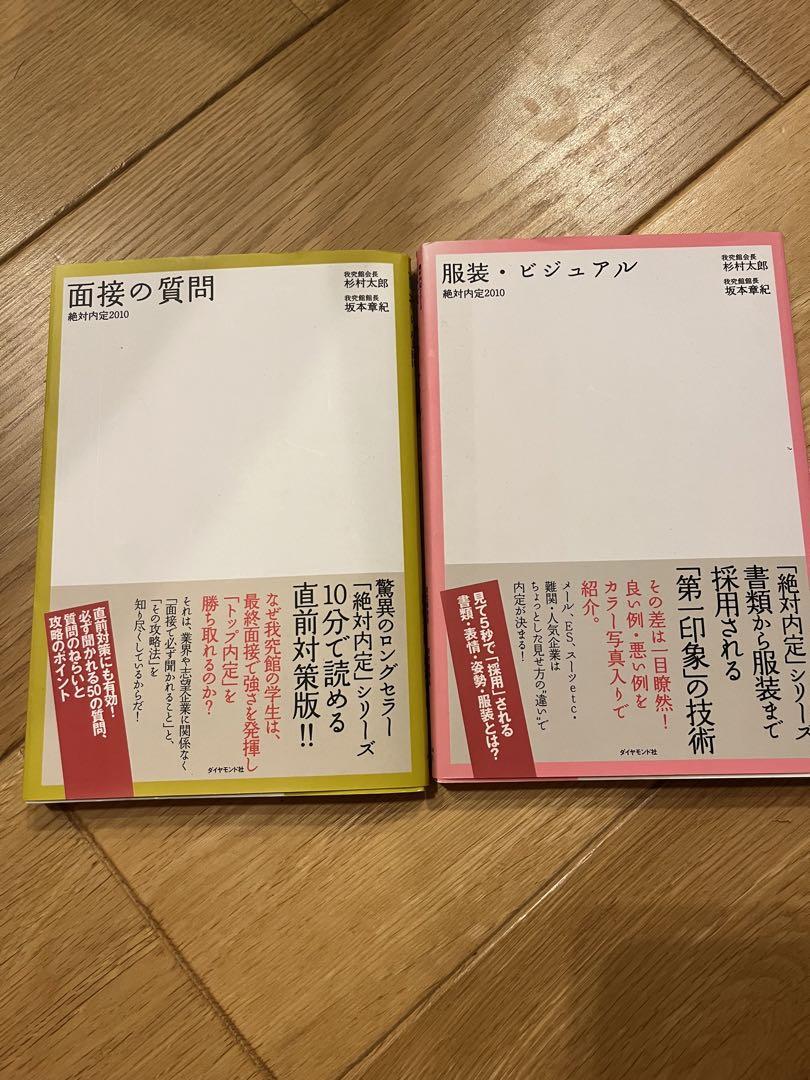 面接の質問
絶対内定2010
我究館会長
杉村太郎
我究館館長
坂本章紀
驚異のロングセラー
「絶対内定」シリーズ
10分で読める
直前対策版!!
なぜ我究館の学生は、
最終面接で強さを発揮し
「トップ内定」を
勝ち取れるのか?
それは、業界や志望企業に関係なく
「面接で必ず聞かれること」と、
「その攻略法」を
知り尽くしているからだ!
直前対策にも有効!
必ず聞かれる50の質問、
質問のねらいと
攻略のポイント
ダイヤモンド社
服装・ビジュアル
絶対内定2010
我究館会長
杉村太郎
我究館館長
坂本章紀
「絶対内定」シリーズ
書類から服装まで
採用される
「第一印象」の技術
その差は一目瞭然!
良い例・悪い例を
カラー写真入りで
紹介。
メール、ES、スーツetc・
難関・人気企業は
ちょっとした見せ方の“違い”で
内定が決まる!
見て5秒で「採用」される
書類・表情・姿勢・服装とは?
ダイヤモンド社